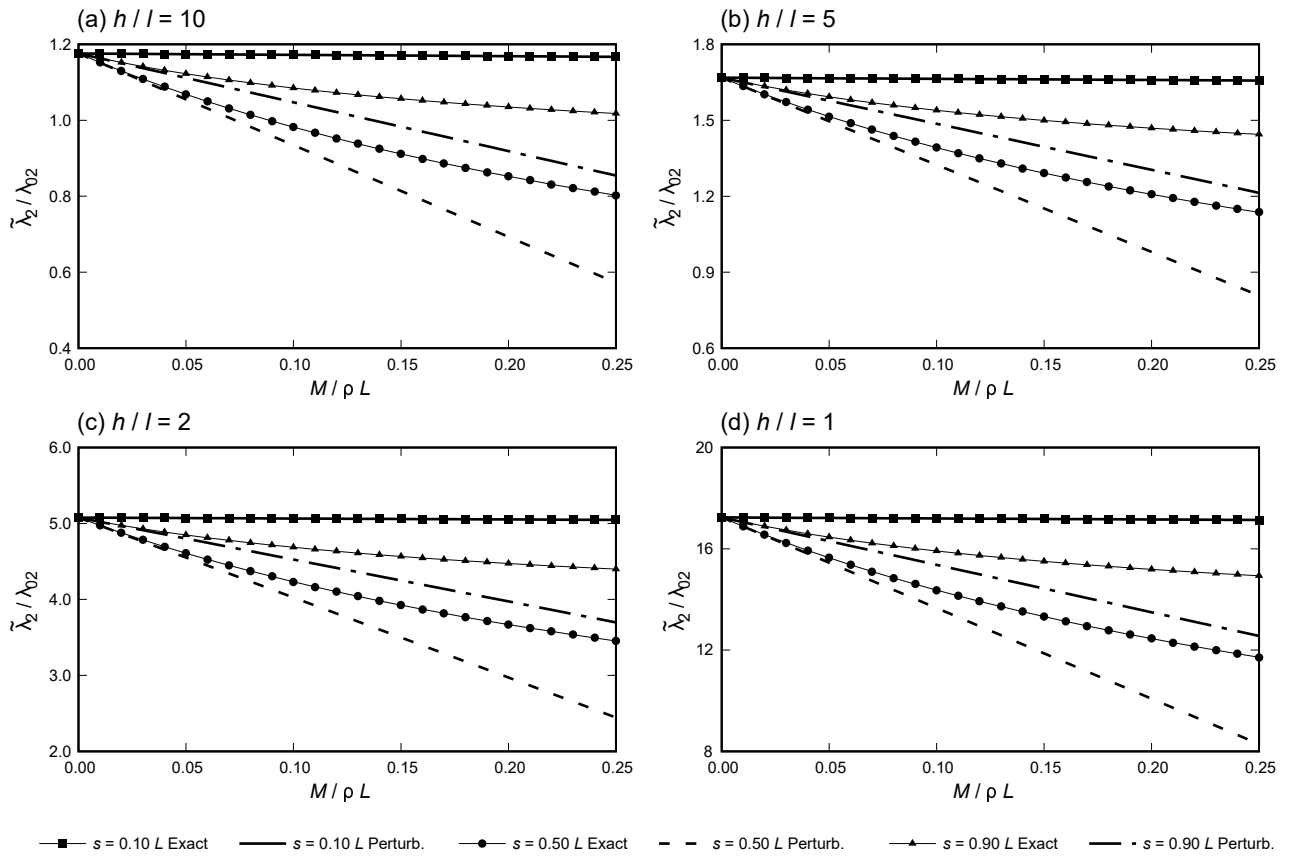 (a) h / l = 10
1.2
1.0
0.8
0.6
0.4
λ̃2 / λ02
0.00 0.05 0.10 0.15 0.20 0.25
M / ρ L
(b) h / l = 5
1.8
1.5
1.2
0.9
0.6
λ̃2 / λ02
0.00 0.05 0.10 0.15 0.20 0.25
M / ρ L
(c) h / l = 2
6.0
5.0
4.0
3.0
2.0
λ̃2 / λ02
0.00 0.05 0.10 0.15 0.20 0.25
M / ρ L
(d) h / l = 1
20
16
12
8
λ̃2 / λ02
0.00 0.05 0.10 0.15 0.20 0.25
M / ρ L
s = 0.10 L Exact s = 0.10 L Perturb. s = 0.50 L Exact s = 0.50 L Perturb. s = 0.90 L Exact s = 0.90 L Perturb.